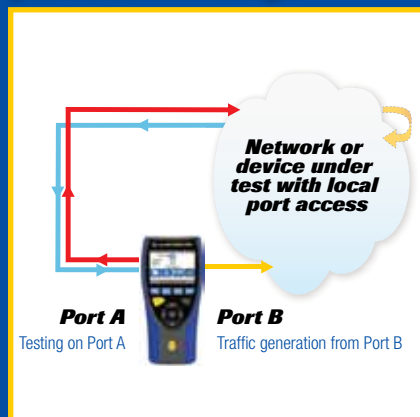 Network or
device under
test with local
port access
Port A
Testing on Port A
Port B
Traffic generation from Port B